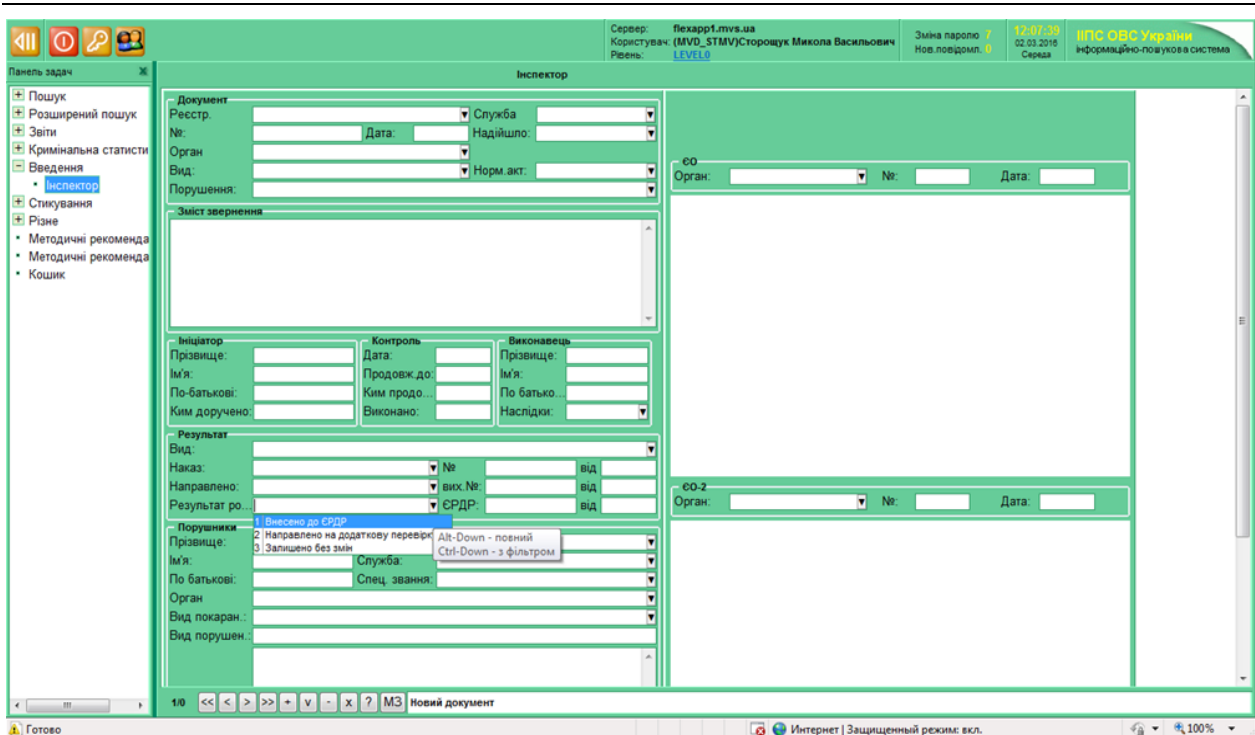 Сервер: flexapp1.mvs.ua
Користувач: (MVD_STMV)Сторощук Микола Васильович
Рівень: LEVEL0
Зміна паролю 7
Нов.повідомл. 0
12:07:39
02.03.2016
Середа
ІІПС ОВС України
інформаційно-пошукова система
Панель задач
Інспектор
Пошук
Розширений пошук
Звіти
Кримінальна статисти
Введення
Інспектор
Стикування
Різне
Методичні рекоменда
Методичні рекоменда
Кошик
Документ
Реєстр. Служба
№: Дата: Надійшло:
Орган
Вид: Норм.акт:
Порушення:
Зміст звернення
Ініціатор Контроль Виконавець
Прізвище: Дата: Прізвище:
Ім'я: Продовж.до: Ім'я:
По-батькові: Ким продо... По батько...
Ким доручено: Виконано: Наслідки:
Результат
Вид:
Наказ: № від
Направлено: вих.№: від
Результат ро... ЄРДР: від
1 Внесено до ЄРДР
2 Направлено на додаткову перевірк
3 Залишено без змін
Alt-Down - повний
Ctrl-Down - з фільтром
Порушники
Прізвище:
Ім'я: Служба:
По батькові: Спец. звання:
Орган
Вид покаран.:
Вид порушен.:
ЄО
Орган: №: Дата:
ЄО-2
Орган: №: Дата:
1/0 << < > >> + v - x ? МЗ Новий документ
Готово
Интернет | Защищенный режим: вкл.
100%